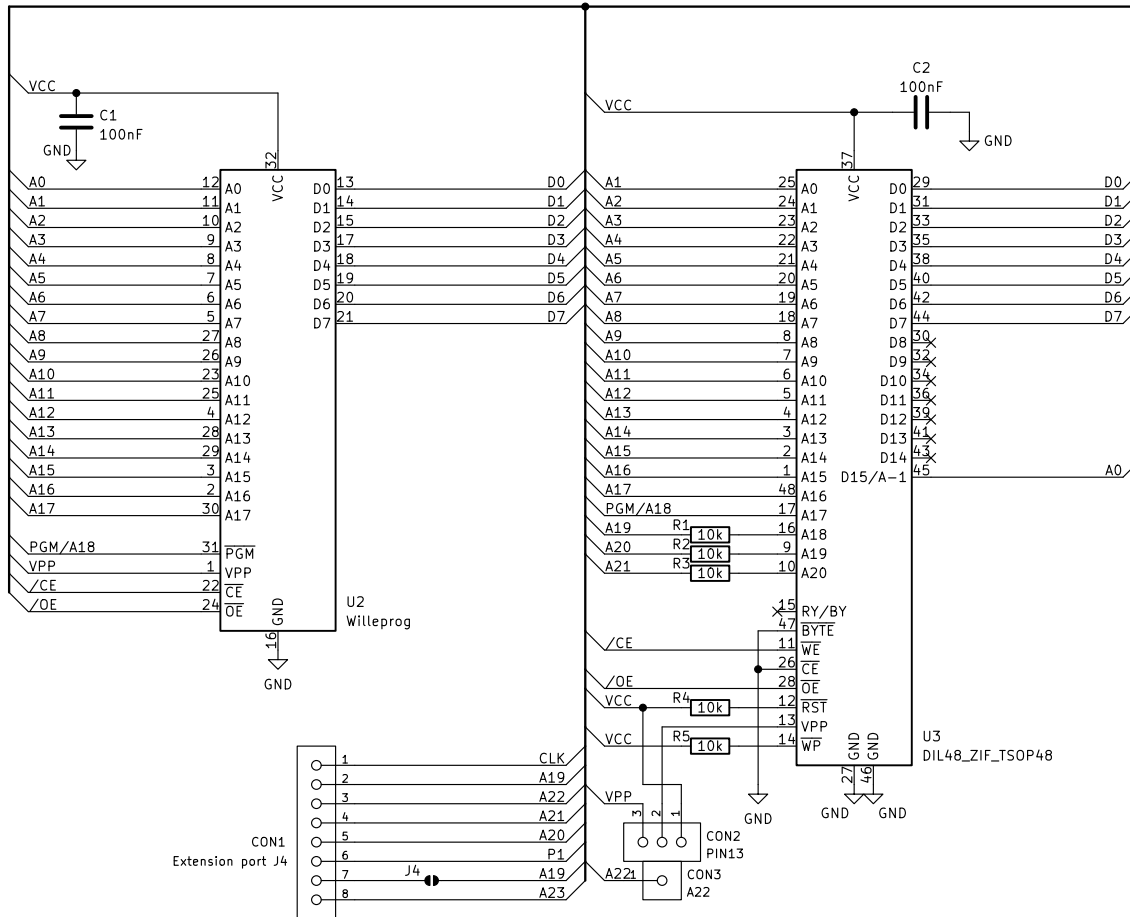 VCC
C1
100nF
GND
32
VCC
A0 12 A0 D0 13 D0
A1 11 A1 D1 14 D1
A2 10 A2 D2 15 D2
A3 9 A3 D3 17 D3
A4 8 A4 D4 18 D4
A5 7 A5 D5 19 D5
A6 6 A6 D6 20 D6
A7 5 A7 D7 21 D7
A8 27 A8
A9 26 A9
A10 23 A10
A11 25 A11
A12 4 A12
A13 28 A13
A14 29 A14
A15 3 A15
A16 2 A16
A17 30 A17
PGM/A18 31 PGM
VPP 1 VPP
/CE 22 CE
/OE 24 OE
GND
16
GND
U2
Willeprog
C2
100nF
VCC
GND
37
VCC
A1 25 A0 D0 29 D0
A2 24 A1 D1 31 D1
A3 23 A2 D2 33 D2
A4 22 A3 D3 35 D3
A5 21 A4 D4 38 D4
A6 20 A5 D5 40 D5
A7 19 A6 D6 42 D6
A8 18 A7 D7 44 D7
A9 8 A8 D8 30
A10 7 A9 D9 32
A11 6 A10 D10 34
A12 5 A11 D11 36
A13 4 A12 D12 39
A14 3 A13 D13 41
A15 2 A14 D14 43
A16 1 A15 D15/A-1 45 A0
A17 48 A16
PGM/A18 17 A17
A19 R1 10k 16 A18
A20 R2 10k 9 A19
A21 R3 10k 10 A20
15 RY/BY
47 BYTE
/CE 11 WE
26 CE
/OE 28 OE
VCC R4 10k 12 RST
13 VPP
VCC R5 10k 14 WP
GND GND
27 46
GND GND
GND
U3
DIL48_ZIF_TSOP48
CON1
Extension port J4
1 CLK
2 A19
3 A22
4 A21
5 A20
6 P1
7 J4 A19
8 A23
VPP
3 2 1
CON2
PIN13
A22 1
CON3
A22